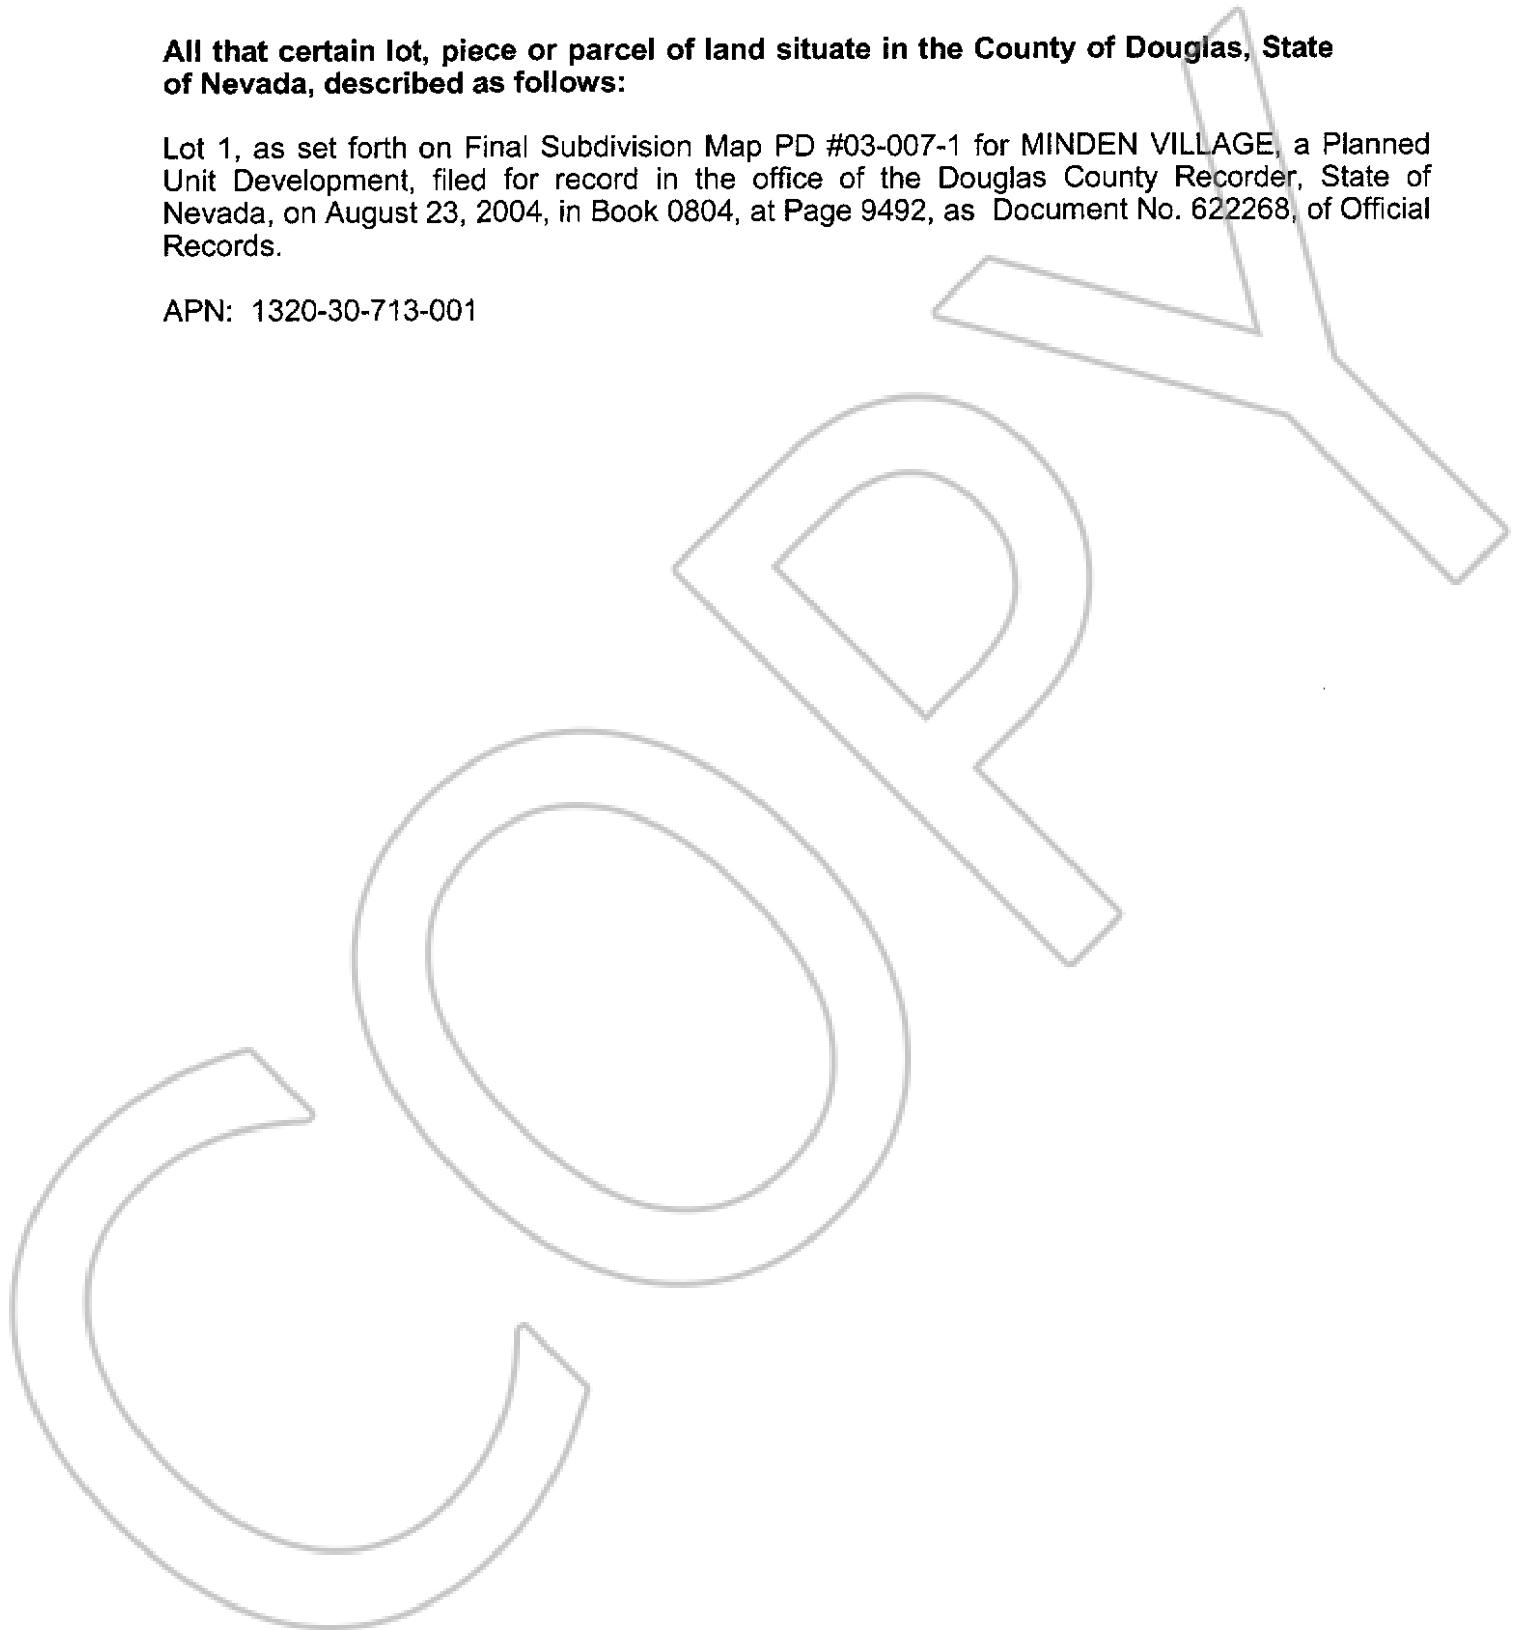 All that certain lot, piece or parcel of land situate in the County of Douglas, State
of Nevada, described as follows:
Lot 1, as set forth on Final Subdivision Map PD #03-007-1 for MINDEN VILLAGE, a Planned
Unit Development, filed for record in the office of the Douglas County Recorder, State of
Nevada, on August 23, 2004, in Book 0804, at Page 9492, as Document No. 622268, of Official
Records.
APN: 1320-30-713-001
COPY